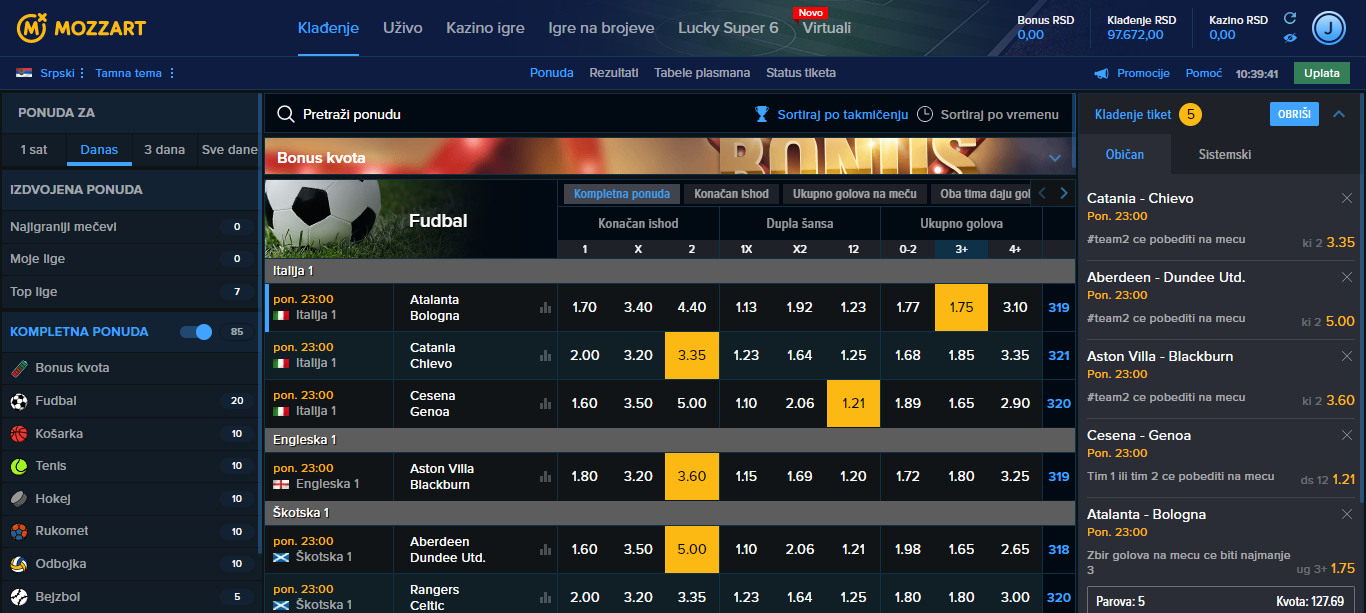 MOZZART
Klađenje
Uživo
Kazino igre
Igre na brojeve
Lucky Super 6
Novo
Virtuali
Bonus RSD
0,00
Klađenje RSD
97.672,00
Kazino RSD
0,00
J
Srpski
Tamna tema
Ponuda
Rezultati
Tabele plasmana
Status tiketa
Promocije
Pomoć
10:39:41
Uplata
PONUDA ZA
1 sat
Danas
3 dana
Sve dane
IZDVOJENA PONUDA
Najigraniji mečevi 0
Moje lige 0
Top lige 7
KOMPLETNA PONUDA 85
Bonus kvota
Fudbal 20
Košarka 10
Tenis 10
Hokej 10
Rukomet 10
Odbojka 10
Bejzbol 5
Pretraži ponudu
Sortiraj po takmičenju
Sortiraj po vremenu
Bonus kvota
BONUS
Fudbal
Kompletna ponuda
Konačan ishod
Ukupno golova na meču
Oba tima daju gol
Konačan ishod Dupla šansa Ukupno golova
1 X 2 1X X2 12 0-2 3+ 4+
Italija 1
pon. 23:00 Atalanta
Italija 1 Bologna
1.70 3.40 4.40 1.13 1.92 1.23 1.77 1.75 3.10 319
pon. 23:00 Catania
Italija 1 Chievo
2.00 3.20 3.35 1.23 1.64 1.25 1.68 1.85 3.35 321
pon. 23:00 Cesena
Italija 1 Genoa
1.60 3.50 5.00 1.10 2.06 1.21 1.89 1.65 2.90 320
Engleska 1
pon. 23:00 Aston Villa
Engleska 1 Blackburn
1.80 3.20 3.60 1.15 1.69 1.20 1.72 1.80 3.25 319
Škotska 1
pon. 23:00 Aberdeen
Škotska 1 Dundee Utd.
1.60 3.50 5.00 1.10 2.06 1.21 1.98 1.65 2.65 318
pon. 23:00 Rangers
Škotska 1 Celtic
2.00 3.20 3.35 1.23 1.64 1.25 1.80 1.80 3.00 320
Klađenje tiket 5
OBRIŠI
Običan
Sistemski
Catania - Chievo
Pon. 23:00
#team2 ce pobediti na mecu ki 2 3.35
Aberdeen - Dundee Utd.
Pon. 23:00
#team2 ce pobediti na mecu ki 2 5.00
Aston Villa - Blackburn
Pon. 23:00
#team2 ce pobediti na mecu ki 2 3.60
Cesena - Genoa
Pon. 23:00
Tim 1 ili tim 2 ce pobediti na mecu ds 12 1.21
Atalanta - Bologna
Pon. 23:00
Zbir golova na mecu ce biti najmanje
3 ug 3+ 1.75
Parova: 5 Kvota: 127.69